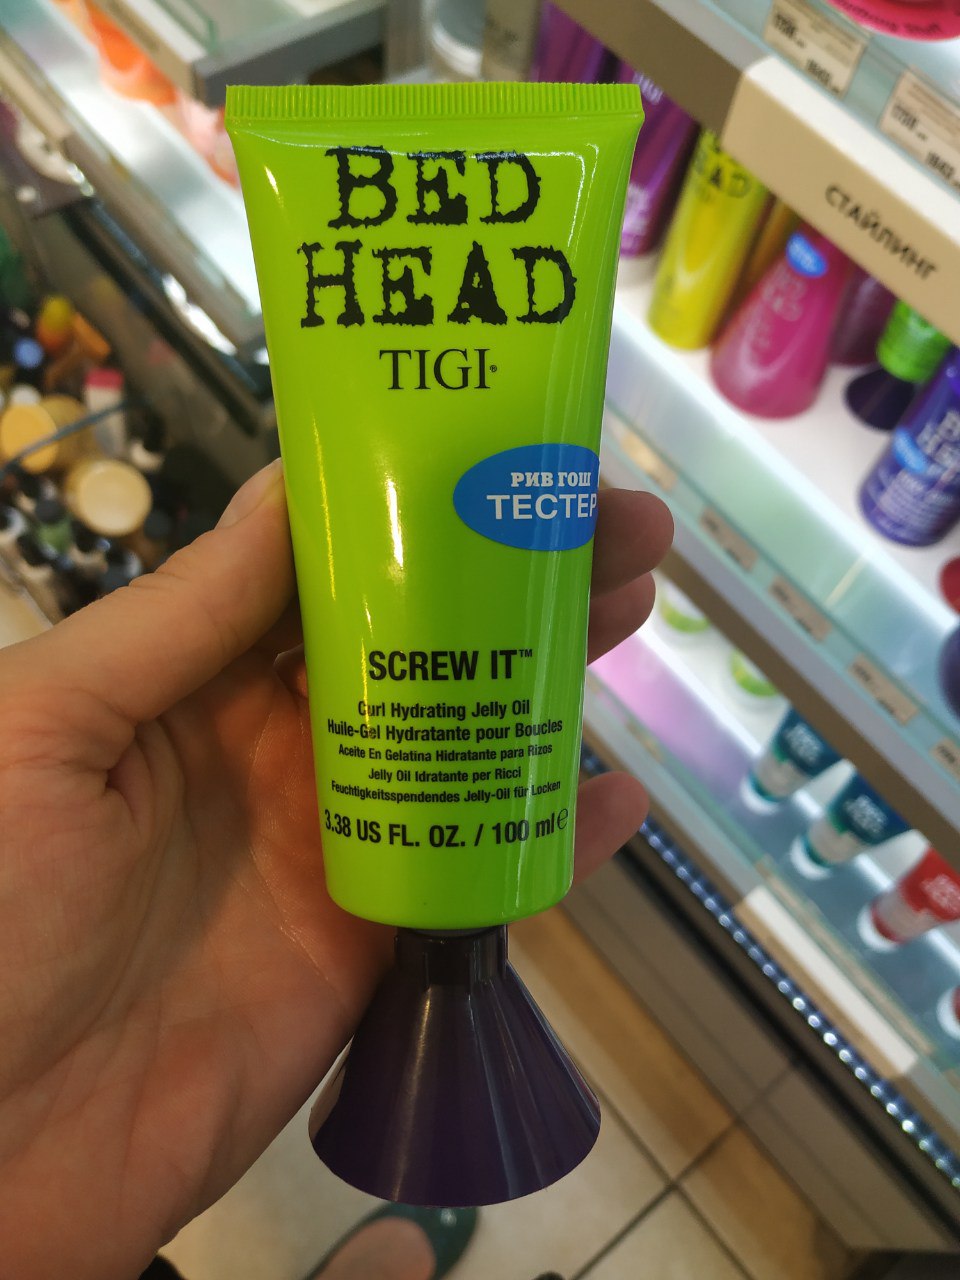 BED
HEAD
TIGI®
РИВ ГОШ
ТЕСТЕР
SCREW IT™
Curl Hydrating Jelly Oil
Huile-Gel Hydratante pour Boucles
Aceite En Gelatina Hidratante para Rizos
Jelly Oil Idratante per Ricci
Feuchtigkeitsspendendes Jelly-Oil für Locken
3.38 US FL. OZ. / 100 ml ℮
СТАЙЛИНГ